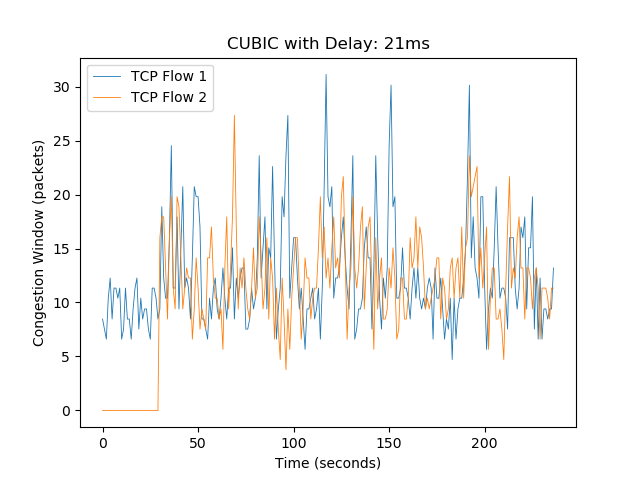 CUBIC with Delay: 21ms
TCP Flow 1
TCP Flow 2
Congestion Window (packets)
30
25
20
15
10
5
0
0 50 100 150 200
Time (seconds)